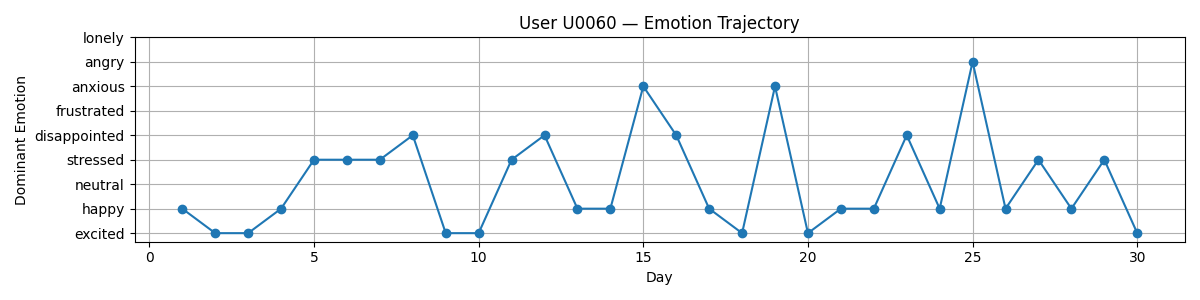 User U0060 — Emotion Trajectory
Dominant Emotion
lonely
angry
anxious
frustrated
disappointed
stressed
neutral
happy
excited
0 5 10 15 20 25 30
Day